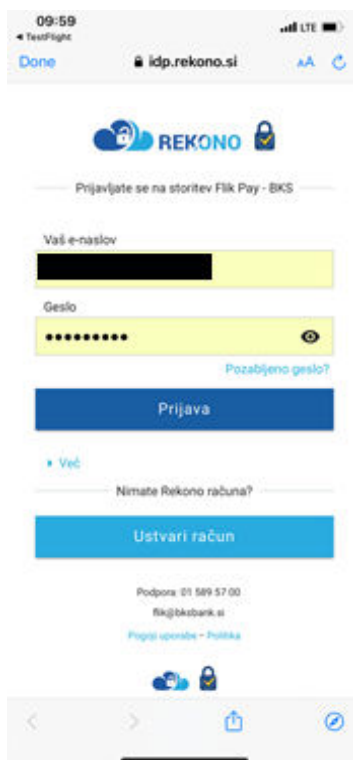 09:59
LTE
◂ TestFlight
Done
idp.rekono.si
AA
REKONO
Prijavljate se na storitev Flik Pay - BKS
Vaš e-naslov
Geslo
•••••••••
Pozabljeno geslo?
Prijava
Več
Nimate Rekono računa?
Ustvari račun
Podpora: 01 589 57 00
flik@bksbank.si
Pogoji uporabe - Politika